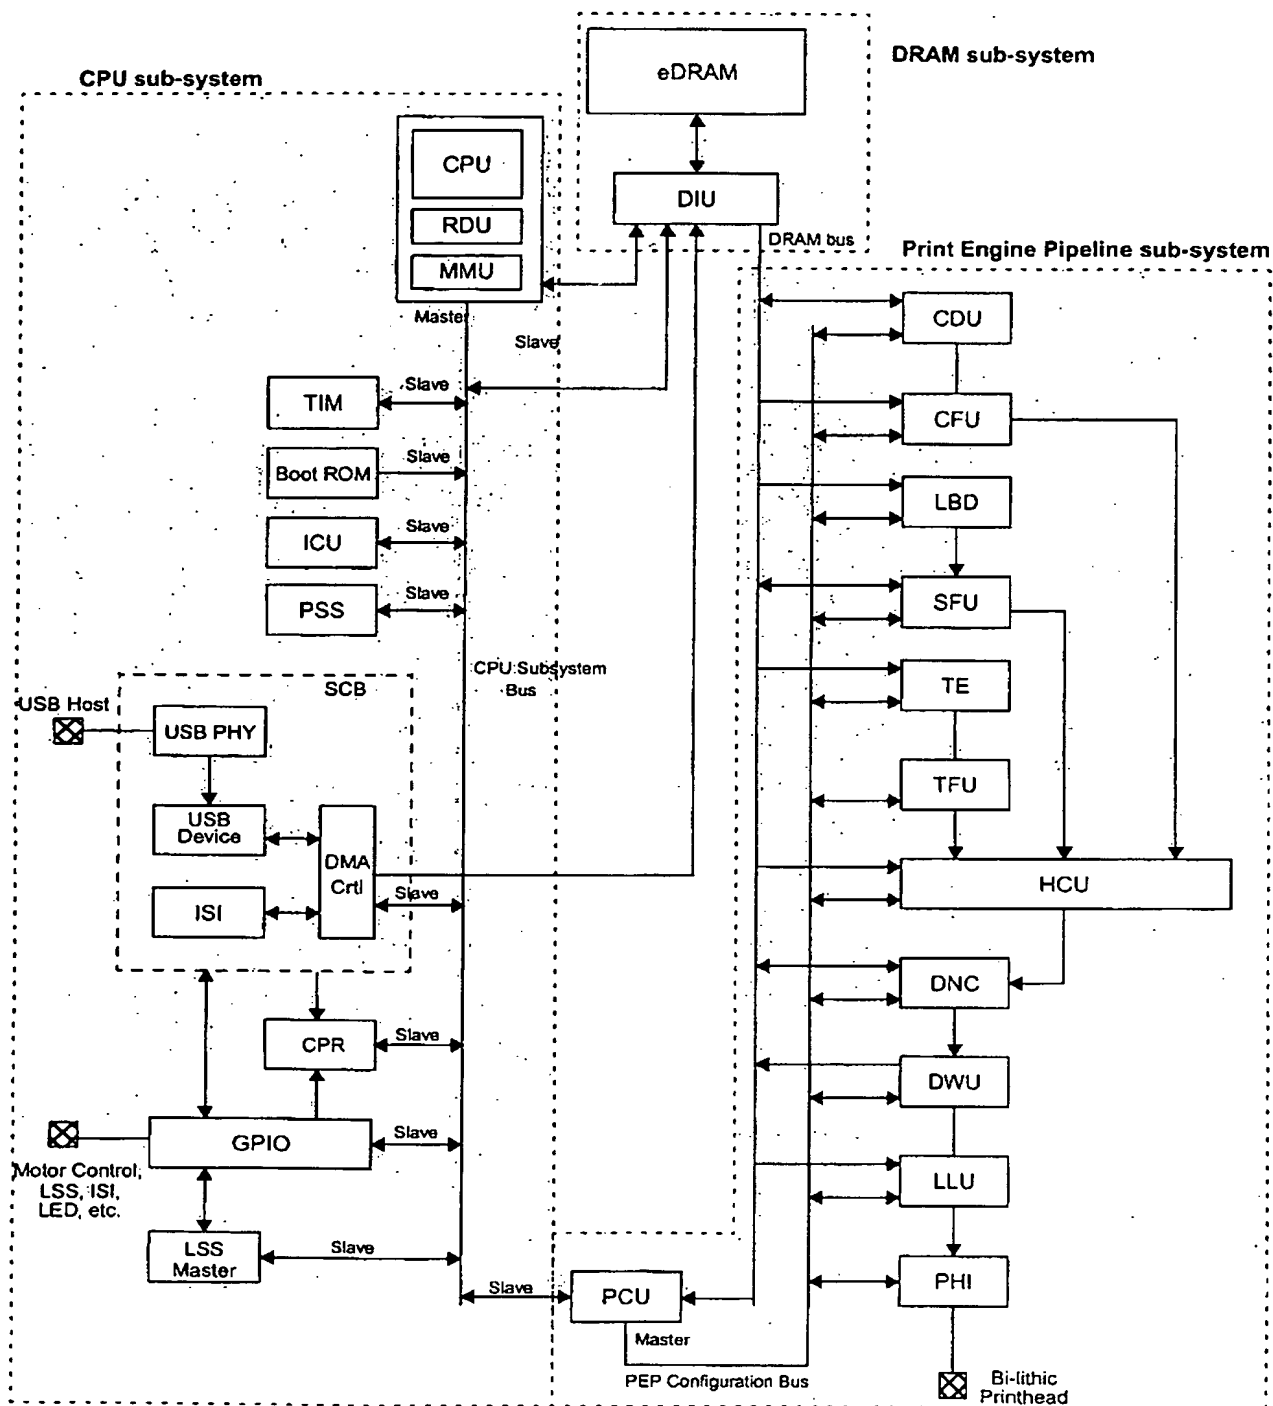 DRAM sub-system
CPU sub-system
eDRAM
CPU
RDU
MMU
DIU
DRAM bus
Print Engine Pipeline sub-system
Master
Slave
CDU
TIM
Slave
CFU
Boot ROM
Slave
LBD
ICU
Slave
PSS
Slave
SFU
CPU Subsystem
Bus
TE
SCB
USB Host
USB PHY
TFU
USB
Device
DMA
Crtl
Slave
HCU
ISI
DNC
CPR
Slave
DWU
GPIO
Slave
Motor Control,
LSS, ISI,
LED, etc.
LLU
LSS
Master
Slave
PHI
Slave
PCU
Master
PEP Configuration Bus
Bi-lithic
Printhead